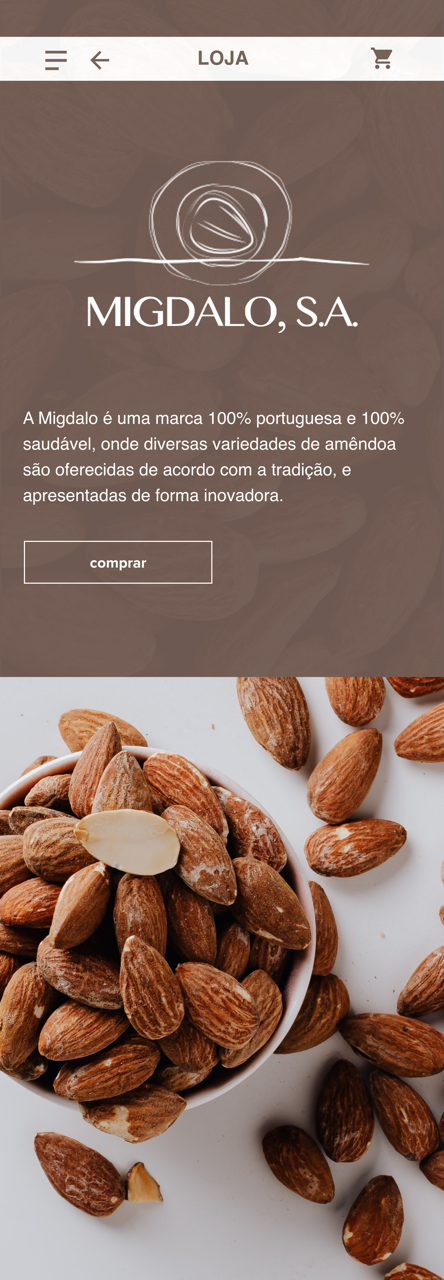 LOJA
MIGDALO, S.A.
A Migdalo é uma marca 100% portuguesa e 100%
saudável, onde diversas variedades de amêndoa
são oferecidas de acordo com a tradição, e
apresentadas de forma inovadora.
comprar